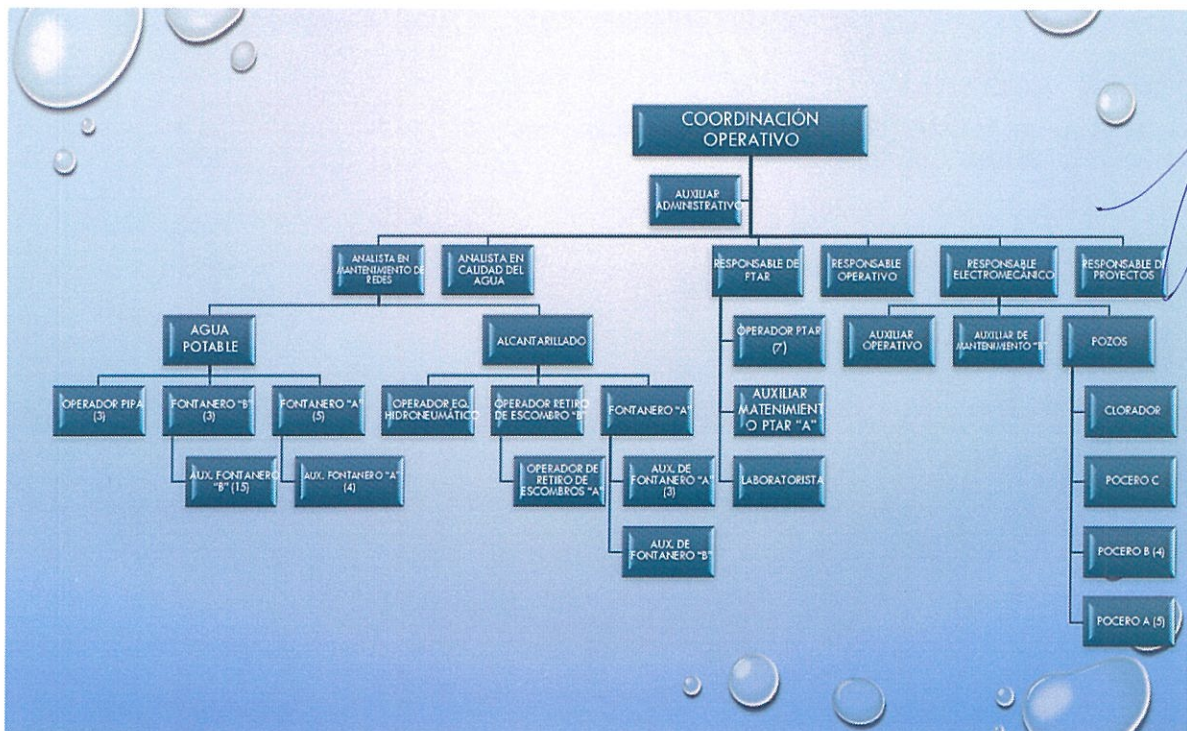 COORDINACIÓN
OPERATIVO
AUXILIAR
ADMINISTRATIVO
ANALISTA EN
MANTENIMIENTO DE
REDES
ANALISTA EN
CALIDAD DEL
AGUA
RESPONSABLE DE
PTAR
RESPONSABLE
OPERATIVO
RESPONSABLE
ELECTROMECÁNICO
RESPONSABLE DE
PROYECTOS
AGUA
POTABLE
ALCANTARILLADO
OPERADOR PTAR
(7)
AUXILIAR
OPERATIVO
AUXILIAR DE
MANTENIMIENTO "B"
POZOS
OPERADOR PIPA
(3)
FONTANERO "B"
(3)
FONTANERO "A"
(5)
OPERADOR EQ.
HIDRONEUMÁTICO
OPERADOR RETIRO
DE ESCOMBRO "B"
FONTANERO "A"
AUXILIAR
MATENIMIENT
O PTAR "A"
CLORADOR
AUX. FONTANERO
"B" (15)
AUX. FONTANERO "A"
(4)
OPERADOR DE
RETIRO DE
ESCOMBROS "A"
AUX. DE
FONTANERO "A"
(3)
LABORATORISTA
POCERO C
AUX. DE
FONTANERO "B"
POCERO B (4)
POCERO A (5)